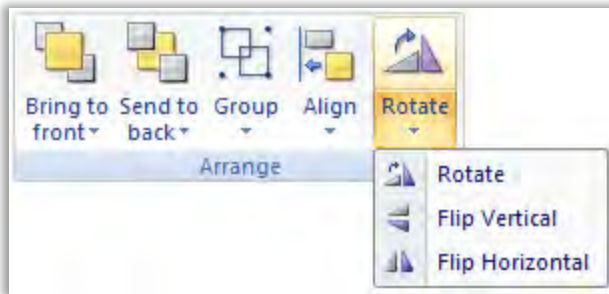 Bring to Send to Group Align Rotate
front back
Arrange
Rotate
Flip Vertical
Flip Horizontal